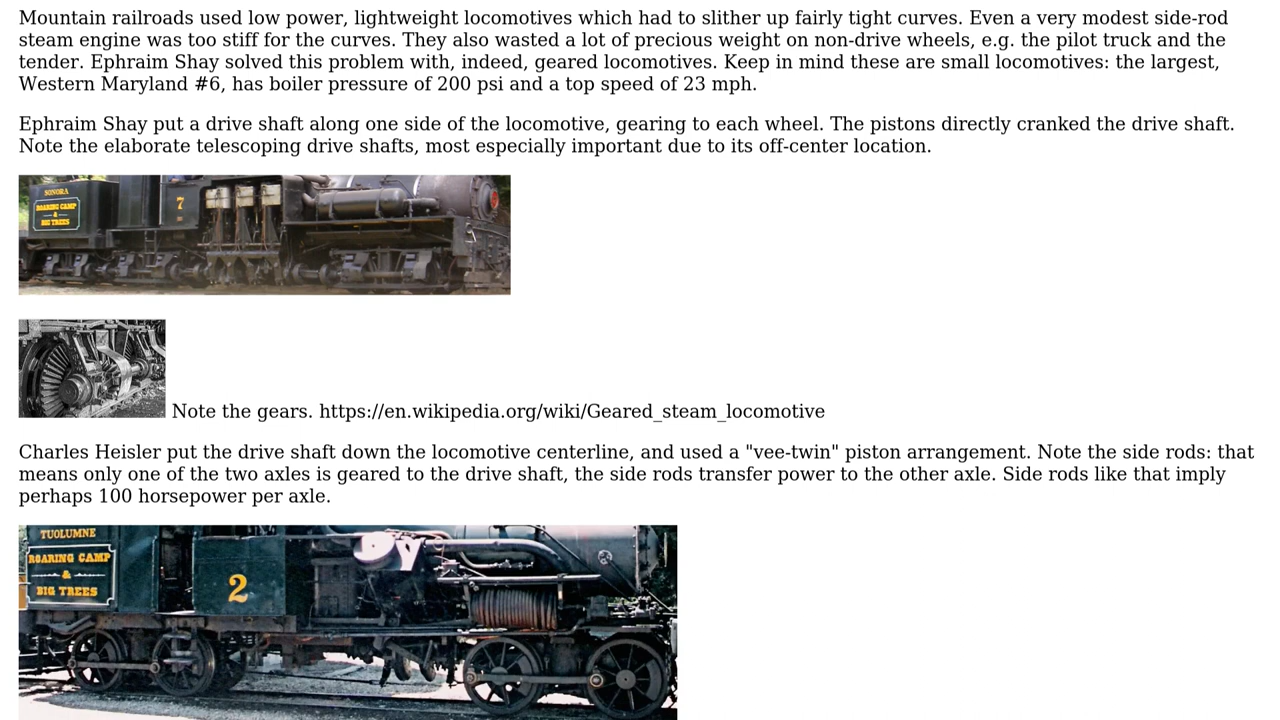 Mountain railroads used low power, lightweight locomotives which had to slither up fairly tight curves. Even a very modest side-rod
steam engine was too stiff for the curves. They also wasted a lot of precious weight on non-drive wheels, e.g. the pilot truck and the
tender. Ephraim Shay solved this problem with, indeed, geared locomotives. Keep in mind these are small locomotives: the largest,
Western Maryland #6, has boiler pressure of 200 psi and a top speed of 23 mph.
Ephraim Shay put a drive shaft along one side of the locomotive, gearing to each wheel. The pistons directly cranked the drive shaft.
Note the elaborate telescoping drive shafts, most especially important due to its off-center location.
SONORA
ROARING CAMP
&
BIG TREES
7
Note the gears. https://en.wikipedia.org/wiki/Geared_steam_locomotive
Charles Heisler put the drive shaft down the locomotive centerline, and used a "vee-twin" piston arrangement. Note the side rods: that
means only one of the two axles is geared to the drive shaft, the side rods transfer power to the other axle. Side rods like that imply
perhaps 100 horsepower per axle.
TUOLUMNE
ROARING CAMP
&
BIG TREES
2